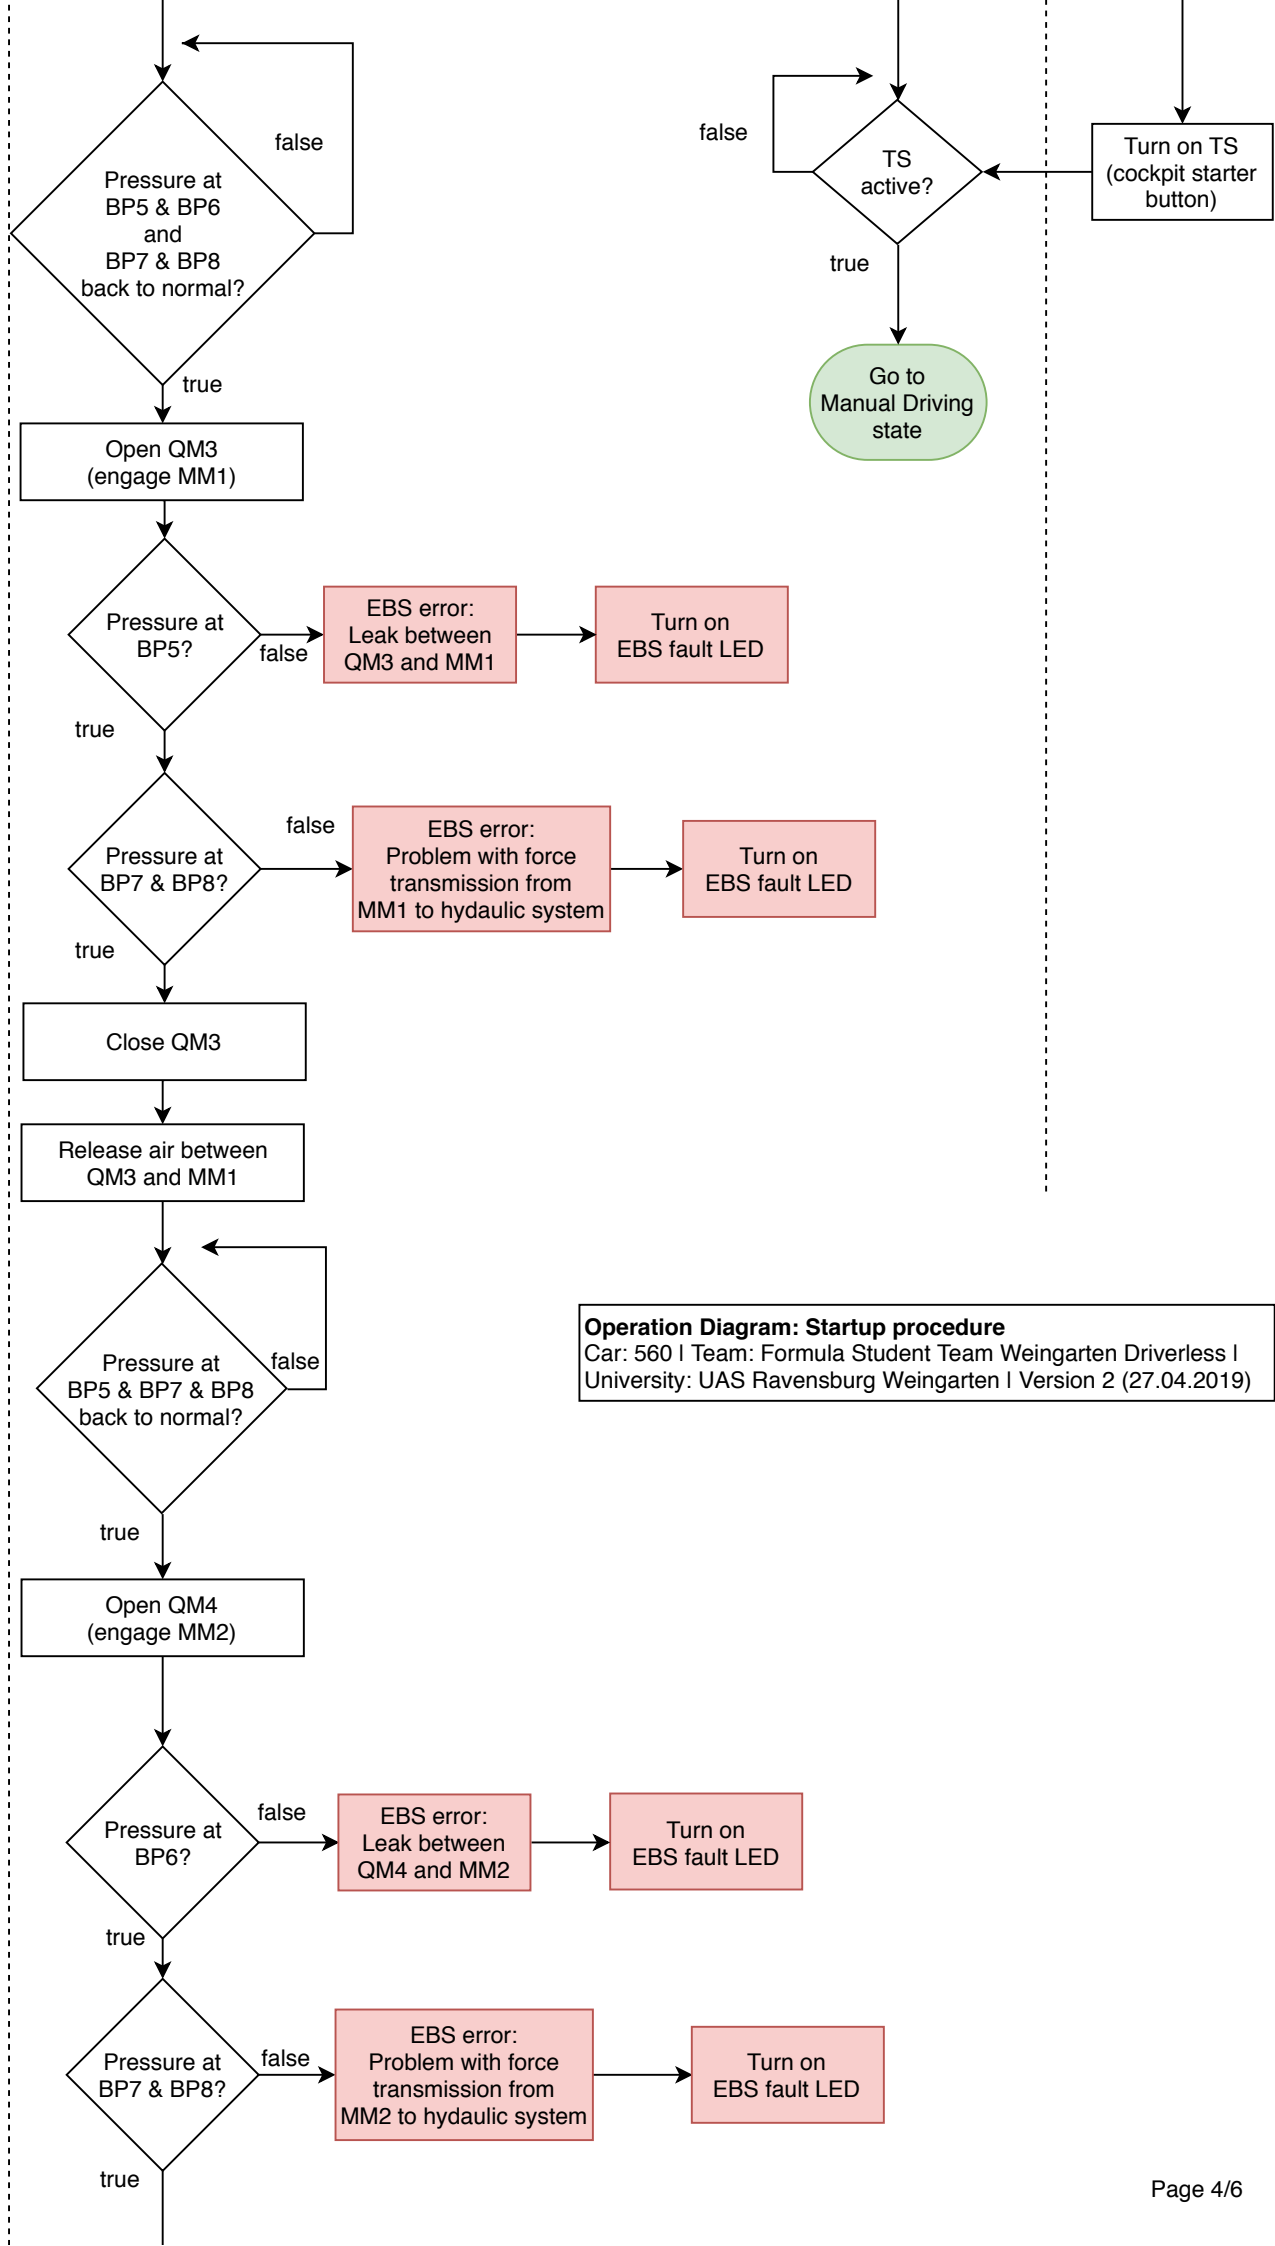 false
Pressure at
BP5 & BP6
and
BP7 & BP8
back to normal?
true
Open QM3
(engage MM1)
Pressure at
BP5?
false
EBS error:
Leak between
QM3 and MM1
Turn on
EBS fault LED
true
Pressure at
BP7 & BP8?
false
EBS error:
Problem with force
transmission from
MM1 to hydaulic system
Turn on
EBS fault LED
true
Close QM3
Release air between
QM3 and MM1
Pressure at
BP5 & BP7 & BP8
back to normal?
false
true
Open QM4
(engage MM2)
Pressure at
BP6?
false
EBS error:
Leak between
QM4 and MM2
Turn on
EBS fault LED
true
Pressure at
BP7 & BP8?
false
EBS error:
Problem with force
transmission from
MM2 to hydaulic system
Turn on
EBS fault LED
true
false
TS
active?
Turn on TS
(cockpit starter
button)
true
Go to
Manual Driving
state
Operation Diagram: Startup procedure
Car: 560 | Team: Formula Student Team Weingarten Driverless |
University: UAS Ravensburg Weingarten | Version 2 (27.04.2019)
Page 4/6